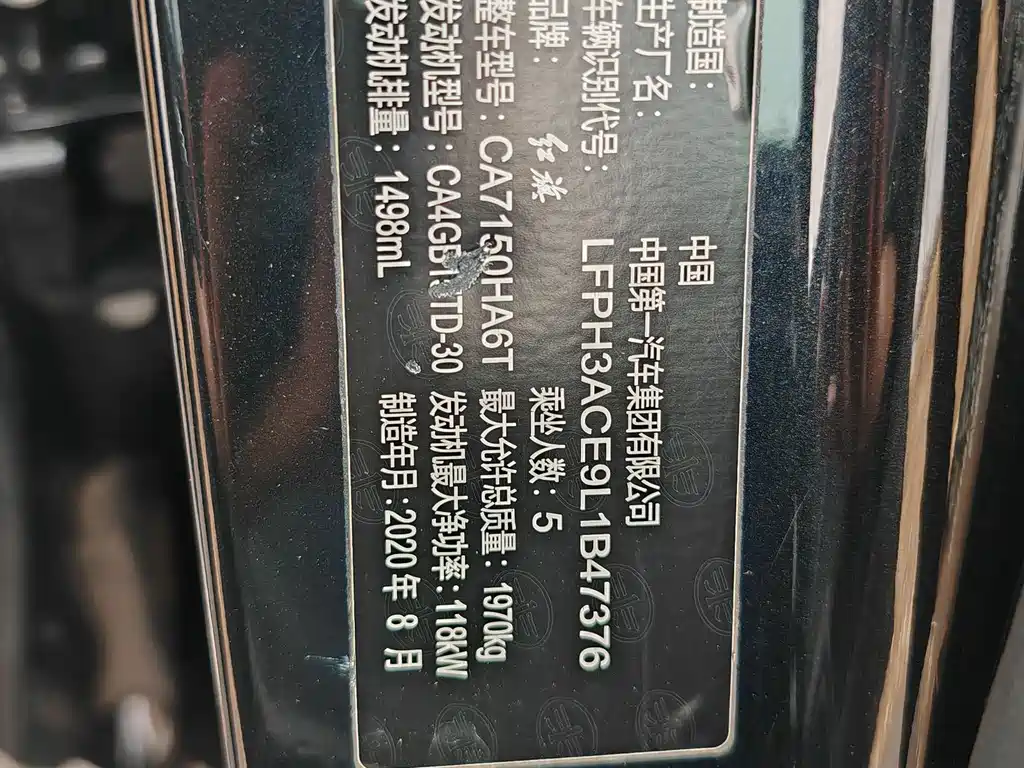 制造国：中国
生产厂名：中国第一汽车集团有限公司
车辆识别代号：LFPH3ACE9L1B47376
品牌：红旗 乘坐人数：5
整车型号：CA7150HA6T 最大允许总质量：1970kg
发动机型号： 发动机最大净功率：118kW
发动机排量：1498mL 制造年月：2020年8月